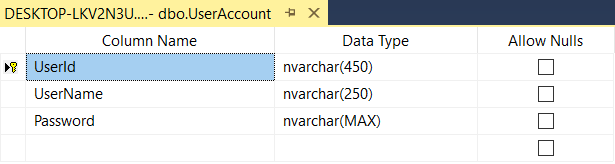 DESKTOP-LKV2N3U....- dbo.UserAccount
Column Name Data Type Allow Nulls
UserId nvarchar(450)
UserName nvarchar(250)
Password nvarchar(MAX)